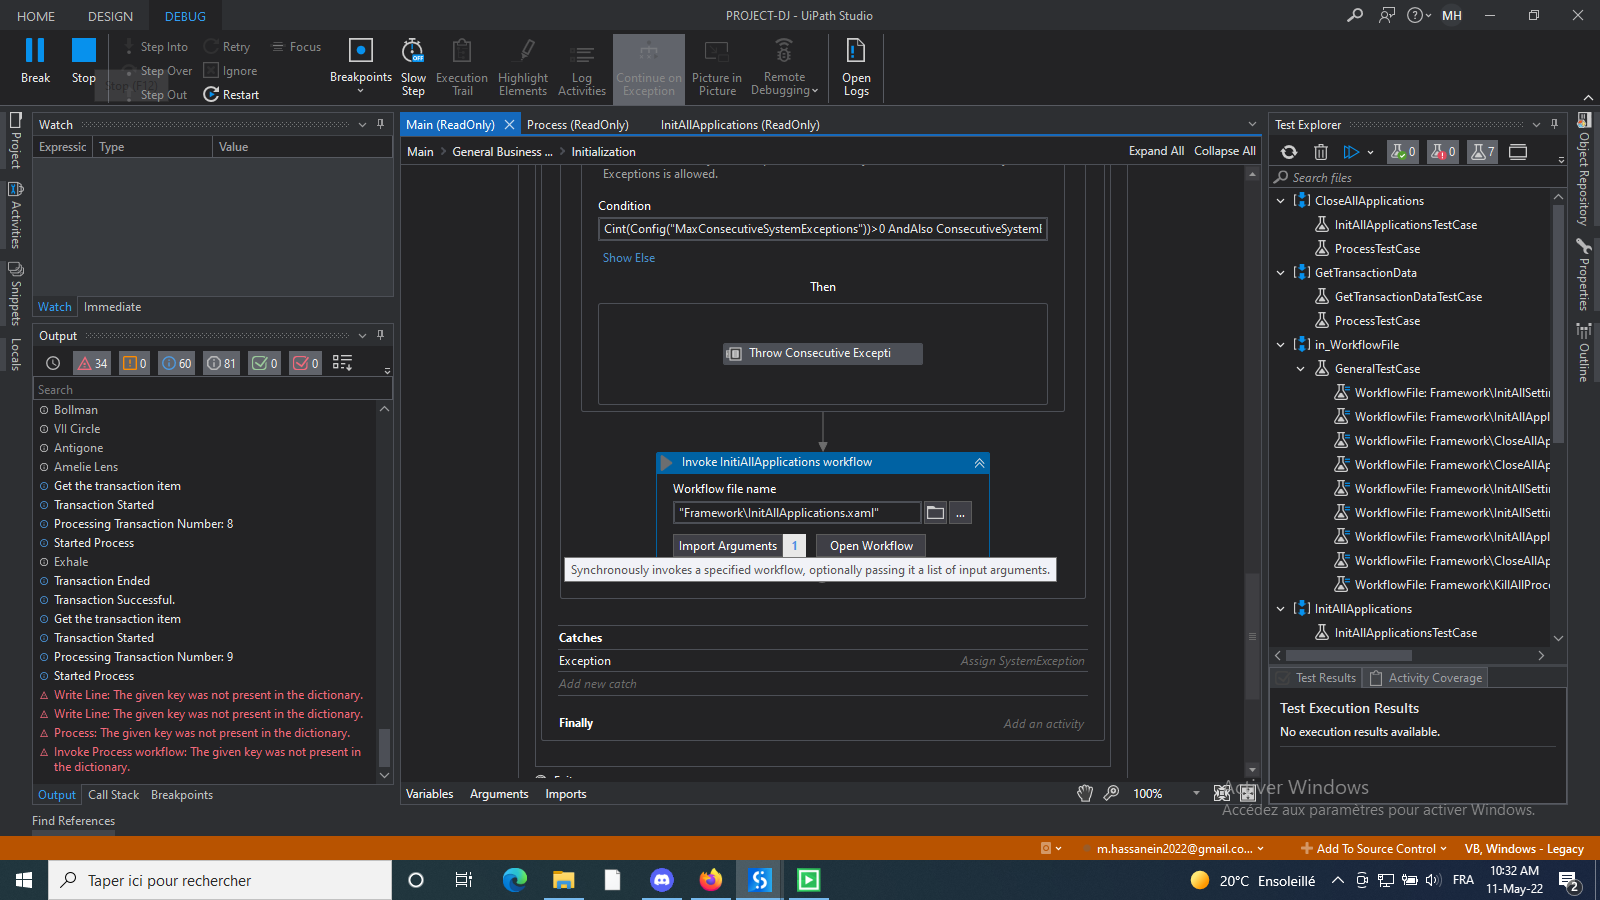 HOME DESIGN DEBUG
PROJECT-DJ - UiPath Studio
MH
Break
Stop
Step Into
Step Over
Step Out
Stop (F12)
Retry
Ignore
Restart
Focus
Breakpoints
Slow Step
Execution Trail
Highlight Elements
Log Activities
Continue on Exception
Picture in Picture
Remote Debugging
Open Logs
Project
Activities
Snippets
Locals
Watch
Expressic Type Value
Watch Immediate
Output
34 0 60 81 0 0
Search
Bollman
VII Circle
Antigone
Amelie Lens
Get the transaction item
Transaction Started
Processing Transaction Number: 8
Started Process
Exhale
Transaction Ended
Transaction Successful.
Get the transaction item
Transaction Started
Processing Transaction Number: 9
Started Process
Write Line: The given key was not present in the dictionary.
Write Line: The given key was not present in the dictionary.
Process: The given key was not present in the dictionary.
Invoke Process workflow: The given key was not present in
the dictionary.
Output Call Stack Breakpoints
Find References
Main (ReadOnly) Process (ReadOnly) InitAllApplications (ReadOnly)
Main General Business ... Initialization
Expand All Collapse All
Exceptions is allowed.
Condition
Cint(Config("MaxConsecutiveSystemExceptions"))>0 AndAlso ConsecutiveSystemE
Show Else
Then
Throw Consecutive Excepti
Invoke InitiAllApplications workflow
Workflow file name
"Framework\InitAllApplications.xaml"
...
Import Arguments 1 Open Workflow
Synchronously invokes a specified workflow, optionally passing it a list of input arguments.
Catches
Exception Assign SystemException
Add new catch
Finally Add an activity
Variables Arguments Imports
100%
Test Explorer
0 0 7
Search files
CloseAllApplications
InitAllApplicationsTestCase
ProcessTestCase
GetTransactionData
GetTransactionDataTestCase
ProcessTestCase
in_WorkflowFile
GeneralTestCase
WorkflowFile: Framework\InitAllSettin
WorkflowFile: Framework\InitAllAppl
WorkflowFile: Framework\CloseAllAp
WorkflowFile: Framework\CloseAllAp
WorkflowFile: Framework\InitAllSettin
WorkflowFile: Framework\InitAllSettin
WorkflowFile: Framework\InitAllAppl
WorkflowFile: Framework\CloseAllAp
WorkflowFile: Framework\KillAllProc
InitAllApplications
InitAllApplicationsTestCase
Test Results Activity Coverage
Test Execution Results
No execution results available.
Object Repository
Properties
Outline
Activer Windows
Accédez aux paramètres pour activer Windows.
m.hassanein2022@gmail.co...
Add To Source Control
VB, Windows - Legacy
Taper ici pour rechercher
20°C Ensoleillé
FRA
10:32 AM
11-May-22
2